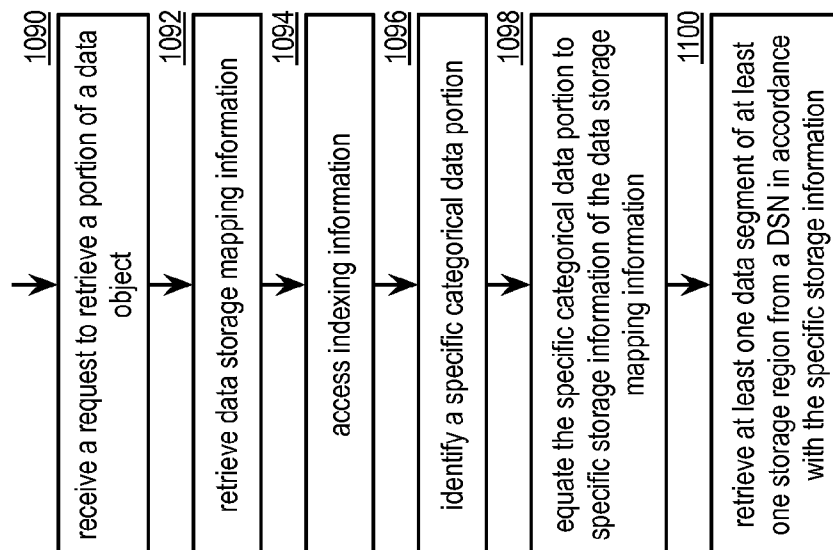 1090
receive a request to retrieve a portion of a data
object
1092
retrieve data storage mapping information
1094
access indexing information
1096
identify a specific categorical data portion
1098
equate the specific categorical data portion to
specific storage information of the data storage
mapping information
1100
retrieve at least one data segment of at least
one storage region from a DSN in accordance
with the specific storage information